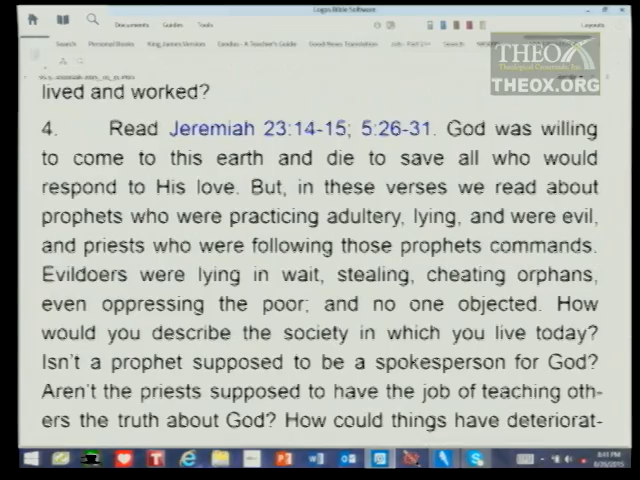 Logos Bible Software
Documents Guides Tools
Layouts
Search Personal Books King James Version Exodus - A Teacher's Guide Good News Translation Search
THEOX
THEOX.ORG
lived and worked?
4. Read Jeremiah 23:14-15; 5:26-31. God was willing
to come to this earth and die to save all who would
respond to His love. But, in these verses we read about
prophets who were practicing adultery, lying, and were evil,
and priests who were following those prophets commands.
Evildoers were lying in wait, stealing, cheating orphans,
even oppressing the poor; and no one objected. How
would you describe the society in which you live today?
Isn't a prophet supposed to be a spokesperson for God?
Aren't the priests supposed to have the job of teaching oth-
ers the truth about God? How could things have deteriorat-
8:41 PM